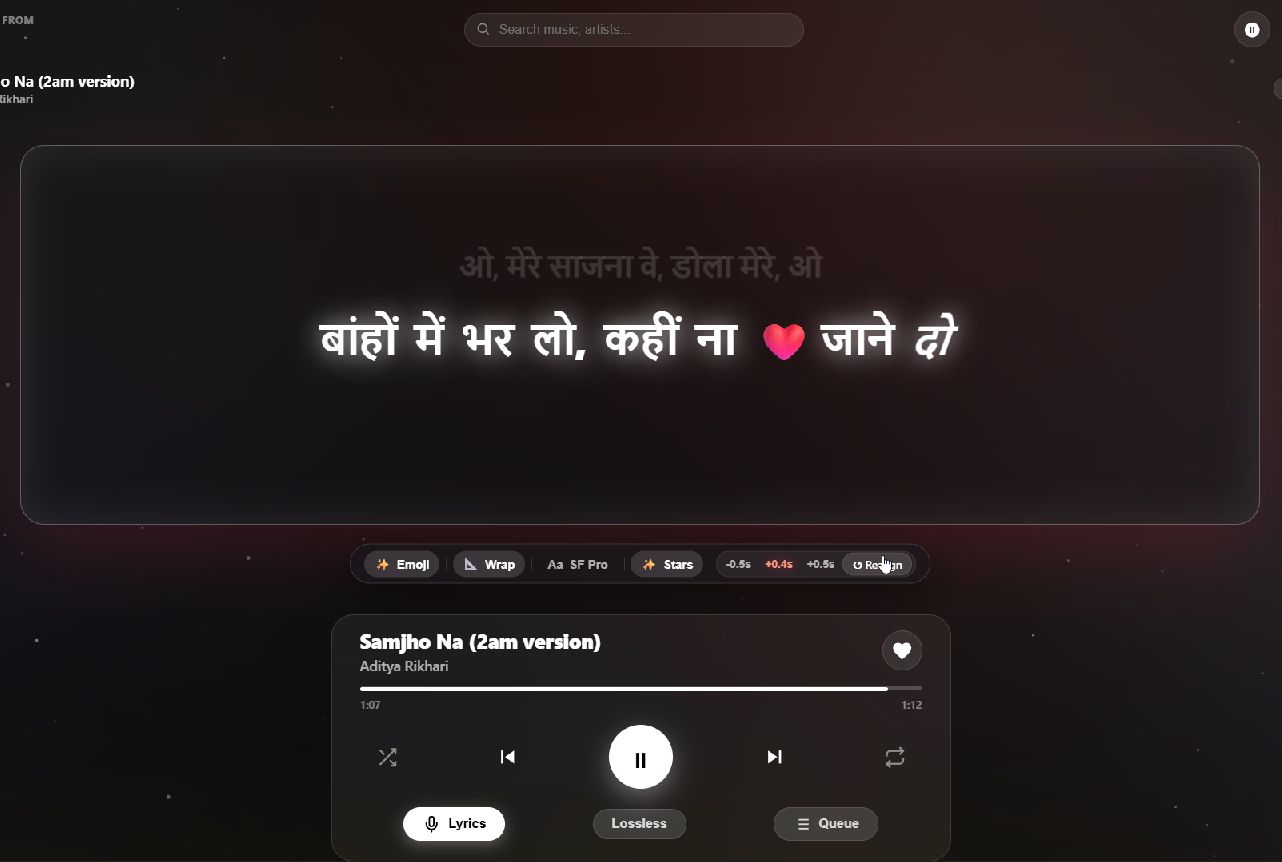 FROM
Search music, artists...
o Na (2am version)
Rikhari
ओ, मेरे साजना वे, डोला मेरे, ओ
बांहों में भर लो, कहीं ना जाने दो
Emoji
Wrap
Aa SF Pro
Stars
-0.5s +0.4s +0.5s
Samjho Na (2am version)
Aditya Rikhari
1:07
1:12
Lyrics
Lossless
Queue